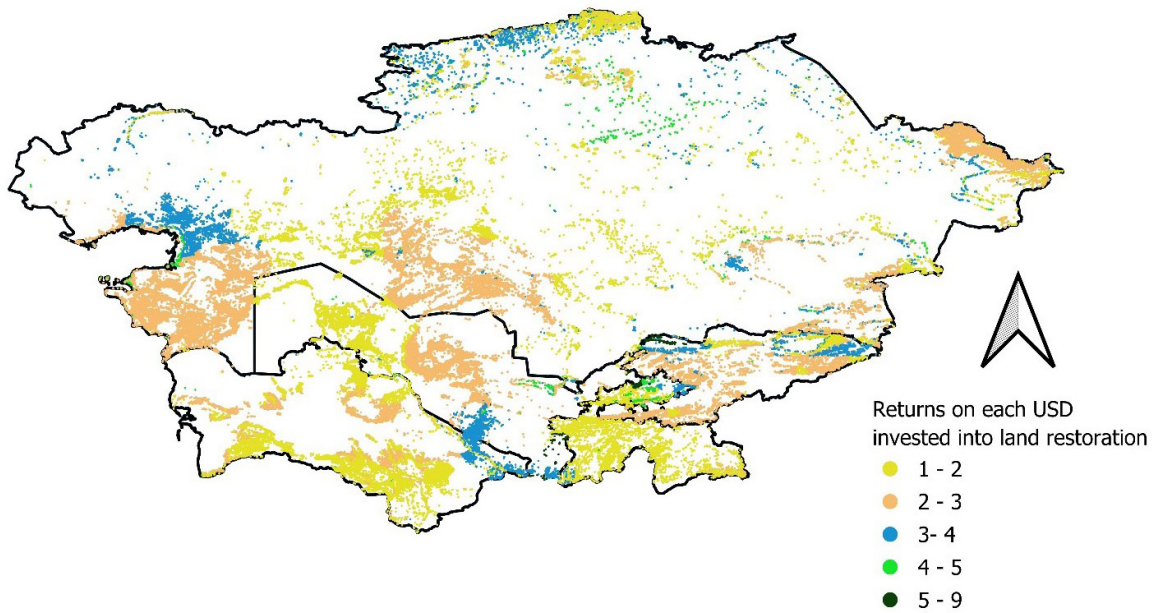 Returns on each USD
invested into land restoration
1 - 2
2 - 3
3- 4
4 - 5
5 - 9